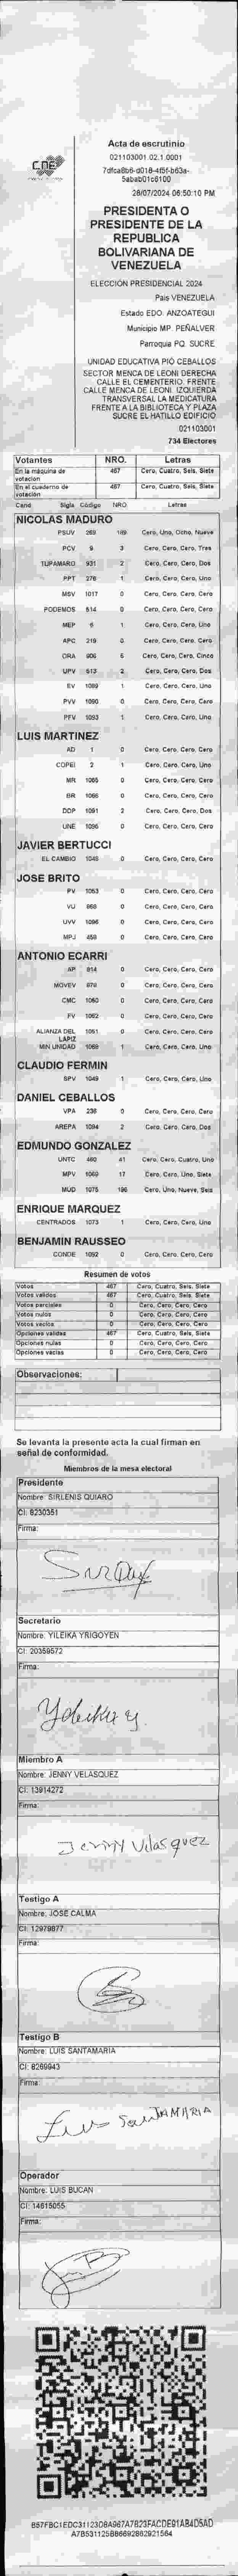 CNE
Acta de escrutinio
021103001.02.1.0001
28/07/2024 06:50:10 PM
PRESIDENTA O
PRESIDENTE DE LA
REPUBLICA
BOLIVARIANA DE
VENEZUELA
ELECCIÓN PRESIDENCIAL 2024
Pais VENEZUELA
Estado EDO. ANZOATEGUI
Municipio MP. PEÑALVER
Parroquia PQ. SUCRE
UNIDAD EDUCATIVA PIO CEBALLOS
SECTOR MENCA DE LEONI DERECHA
CALLE EL CEMENTERIO. FRENTE
CALLE MENCA DE LEONI. IZQUIERDA
TRANSVERSAL LA MEDICATURA
FRENTE A LA BIBLIOTECA Y PLAZA
SUCRE EL HATILLO EDIFICIO
021103001
734 Electores
Votantes NRO. Letras
En la máquina de votación 467 Cero, Cuatro, Seis, Siete
En el cuaderno de votación 467 Cero, Cuatro, Seis, Siete
Cand Sigla Código NRO Letras
NICOLAS MADURO
PSUV 269 189 Cero, Uno, Ocho, Nueve
PCV 9 3 Cero, Cero, Cero, Tres
TUPAMARO 931 2 Cero, Cero, Cero, Dos
PPT 276 1 Cero, Cero, Cero, Uno
MSV 1017 0 Cero, Cero, Cero, Cero
PODEMOS 514 0 Cero, Cero, Cero, Cero
MEP 6 1 Cero, Cero, Cero, Uno
APC 219 0 Cero, Cero, Cero, Cero
ORA 906 Cero, Cero, Cero, Cinco
UPV 513 2 Cero, Cero, Cero, Dos
EV 1089 1 Cero, Cero, Cero, Uno
PVV 1090 0 Cero, Cero, Cero, Cero
PFV 1093 1 Cero, Cero, Cero, Uno
LUIS MARTINEZ
AD 1 0 Cero, Cero, Cero, Cero
COPEI 2 1 Cero, Cero, Cero, Uno
MR 1005 0 Cero, Cero, Cero, Cero
BR 1066 0 Cero, Cero, Cero, Cero
DDP 1091 2 Cero, Cero, Cero, Dos
UNE 1096 0 Cero, Cero, Cero, Cero
JAVIER BERTUCCI
EL CAMBIO 1048 0 Cero, Cero, Cero, Cero
JOSE BRITO
PV 1053 0 Cero, Cero, Cero, Cero
VU 868 0 Cero, Cero, Cero, Cero
UVV 0 Cero, Cero, Cero, Cero
MPJ 458 0 Cero, Cero, Cero, Cero
ANTONIO ECARRI
AP 814 0 Cero, Cero, Cero, Cero
MOVEV 978 0 Cero, Cero, Cero, Cero
CMC 1060 0 Cero, Cero, Cero, Cero
FV 1062 0 Cero, Cero, Cero, Cero
ALIANZA DEL LAPIZ 1051 0 Cero, Cero, Cero, Cero
MIN UNIDAD 1069 1 Cero, Cero, Cero, Uno
CLAUDIO FERMIN
SPV 1049 1 Cero, Cero, Cero, Uno
DANIEL CEBALLOS
VPA 238 0 Cero, Cero, Cero, Cero
AREPA 1094 2 Cero, Cero, Cero, Dos
EDMUNDO GONZALEZ
UNTC 480 41 Cero, Cero, Cuatro, Uno
MPV 1069 17 Cero, Cero, Uno, Siete
MUD 1075 196 Cero, Uno, Nueve, Seis
ENRIQUE MARQUEZ
CENTRADOS 1073 1 Cero, Cero, Cero, Uno
BENJAMIN RAUSSEO
CONDE 1092 0 Cero, Cero, Cero, Cero
Resumen de votos
Votos 467 Cero, Cuatro, Seis, Siete
Votos validos 467 Cero, Cuatro, Seis, Siete
Votos parciales 0 Cero, Cero, Cero, Cero
Votos nulos 0 Cero, Cero, Cero, Cero
Votos vacios 0 Cero, Cero, Cero, Cero
Opciones validas 467 Cero, Cuatro, Seis, Siete
Opciones nulas 0 Cero, Cero, Cero, Cero
Opciones vacias 0 Cero, Cero, Cero, Cero
Observaciones:
Se levanta la presente acta la cual firman en
señal de conformidad.
Miembros de la mesa electoral
Presidente
Nombre: SIRLENIS QUIARO
CI: 8230351
Firma:
Secretario
Nombre: YILEIKA YRIGOYEN
CI: 20359572
Firma:
Yoleika y.
Miembro A
Nombre: JENNY VELASQUEZ
CI: 13914272
Firma:
Jenny Velasquez
Testigo A
Nombre: JOSE CALMA
CI: 12979877
Firma:
Testigo B
Nombre: LUIS SANTAMARIA
CI: 8269943
Firma:
Luis SantaMARIA
Operador
Nombre: LUIS BUCAN
CI: 14615055
Firma: